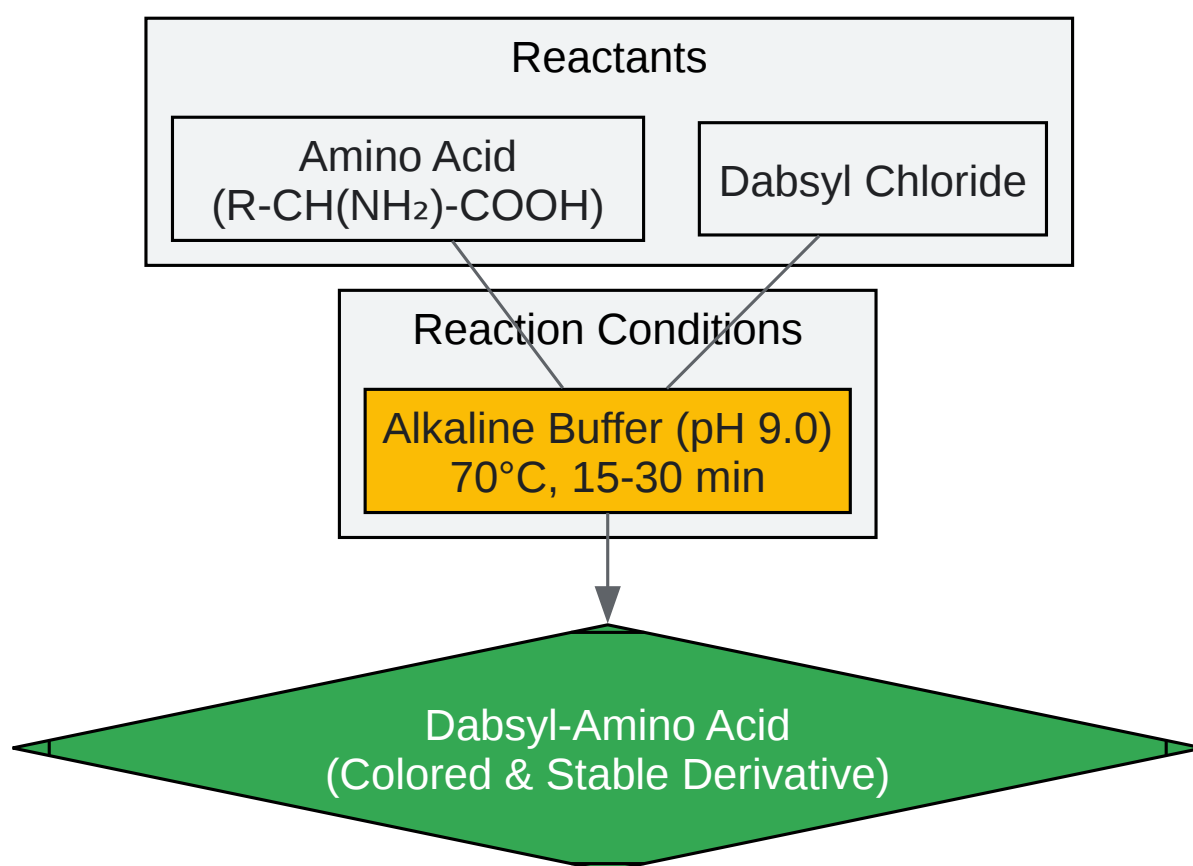 Reactants
Amino Acid
(R-CH(NH₂)-COOH)
Dabsyl Chloride
Reaction Conditions
Alkaline Buffer (pH 9.0)
70°C, 15-30 min
Dabsyl-Amino Acid
(Colored & Stable Derivative)